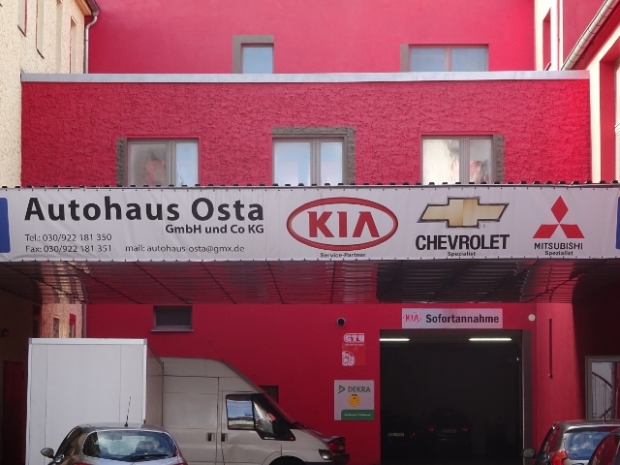 Autohaus Osta
GmbH und Co KG
Tel.: 030/922 181 350
Fax: 030/922 181 351 mail: autohaus-osta@gmx.de
KIA
Service-Partner
CHEVROLET
Spezialist
MITSUBISHI
Spezialist
KIA Sofortannahme
DEKRA